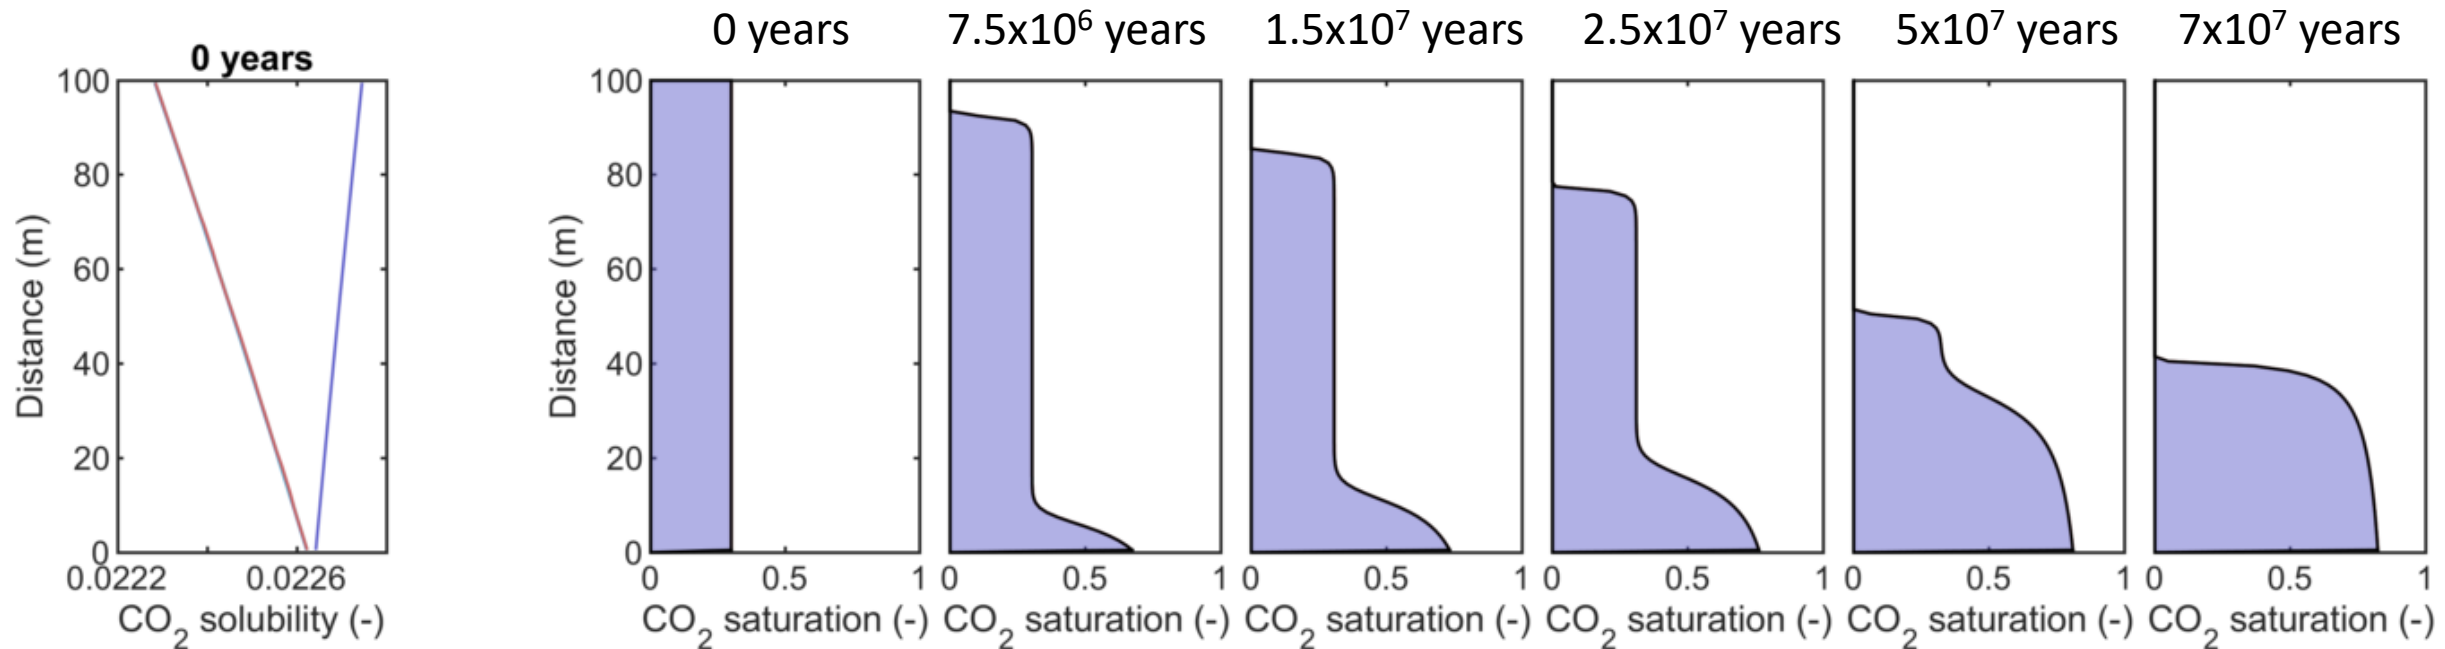 0 years
100
80
60
40
20
0
0.0222 0.0226
Distance (m)
CO₂ solubility (-)
0 years
7.5x10⁶ years
1.5x10⁷ years
2.5x10⁷ years
5x10⁷ years
7x10⁷ years
100
80
60
40
20
0
Distance (m)
0 0.5 1
CO₂ saturation (-)
0 0.5 1
CO₂ saturation (-)
0 0.5 1
CO₂ saturation (-)
0 0.5 1
CO₂ saturation (-)
0 0.5 1
CO₂ saturation (-)
0 0.5 1
CO₂ saturation (-)